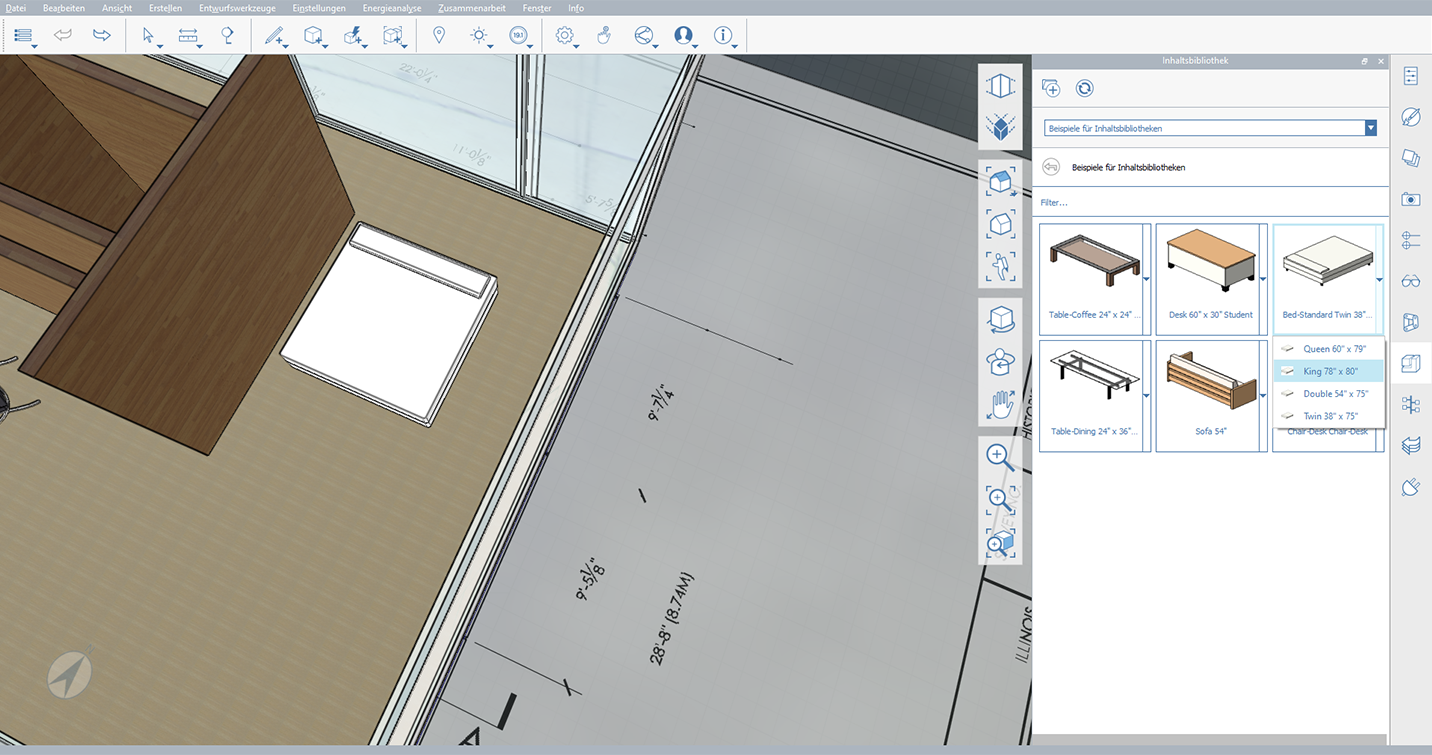 Datei Bearbeiten Ansicht Erstellen Entwurfswerkzeuge Einstellungen Energieanalyse Zusammenarbeit Fenster Info
Inhaltsbibliothek
Beispiele für Inhaltsbibliotheken
Beispiele für Inhaltsbibliotheken
Filter...
Table-Coffee 24" x 24" ...
Desk 60" x 30" Student
Bed-Standard Twin 38"...
Queen 60" x 79"
King 78" x 80"
Double 54" x 75"
Twin 38" x 75"
Table-Dining 24" x 36"...
Sofa 54"
Chair-Desk Chair-Desk
22'-0¼"
11'-0⅛"
9'-7¼"
9'-5⅛"
28'-8" (8.74M)
ILLINOIS